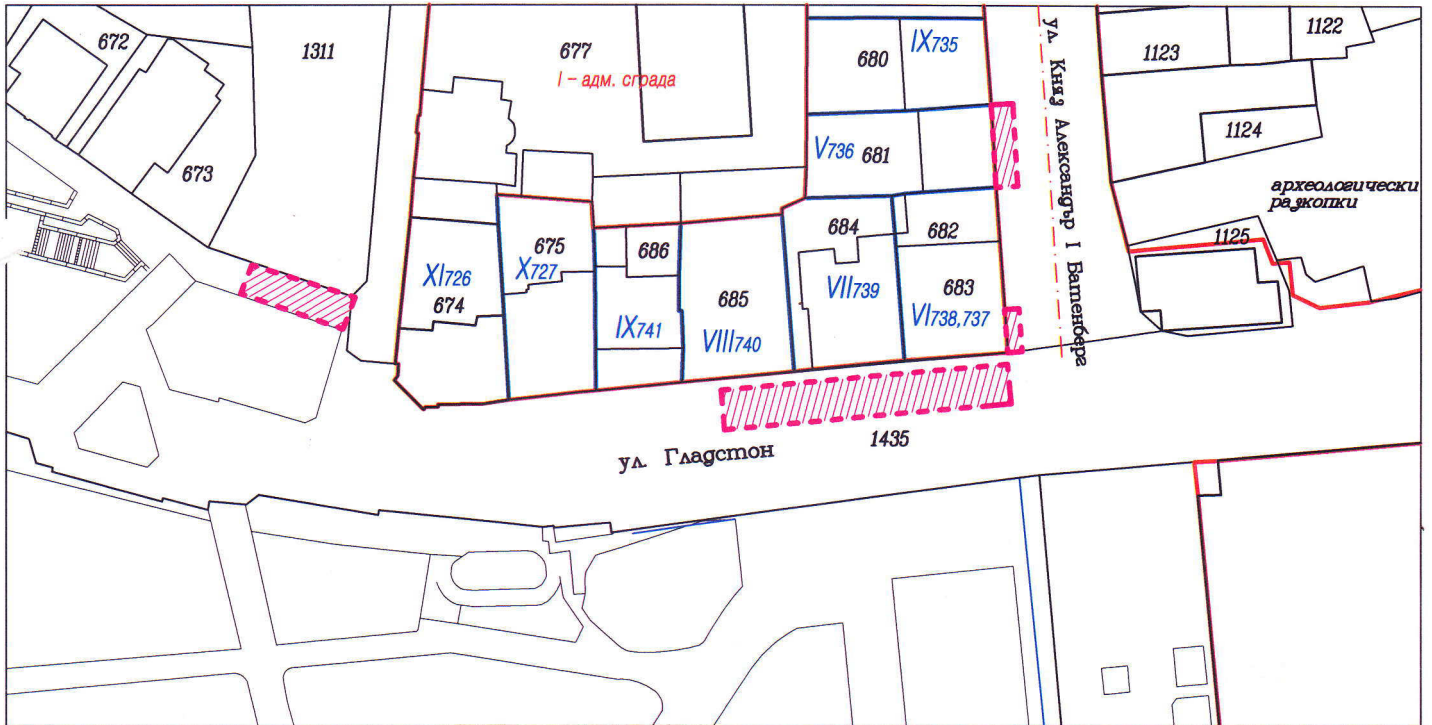 672
1311
677
I – адм. сграда
680
IX735
1123
1122
1124
673
V736 681
ул. Княз Александър I Батенберг
археологически
разкопки
1125
675
X727
686
684
682
XI726
674
685
VII739
683
VI738,737
IX741
VIII740
1435
ул. Гладстон